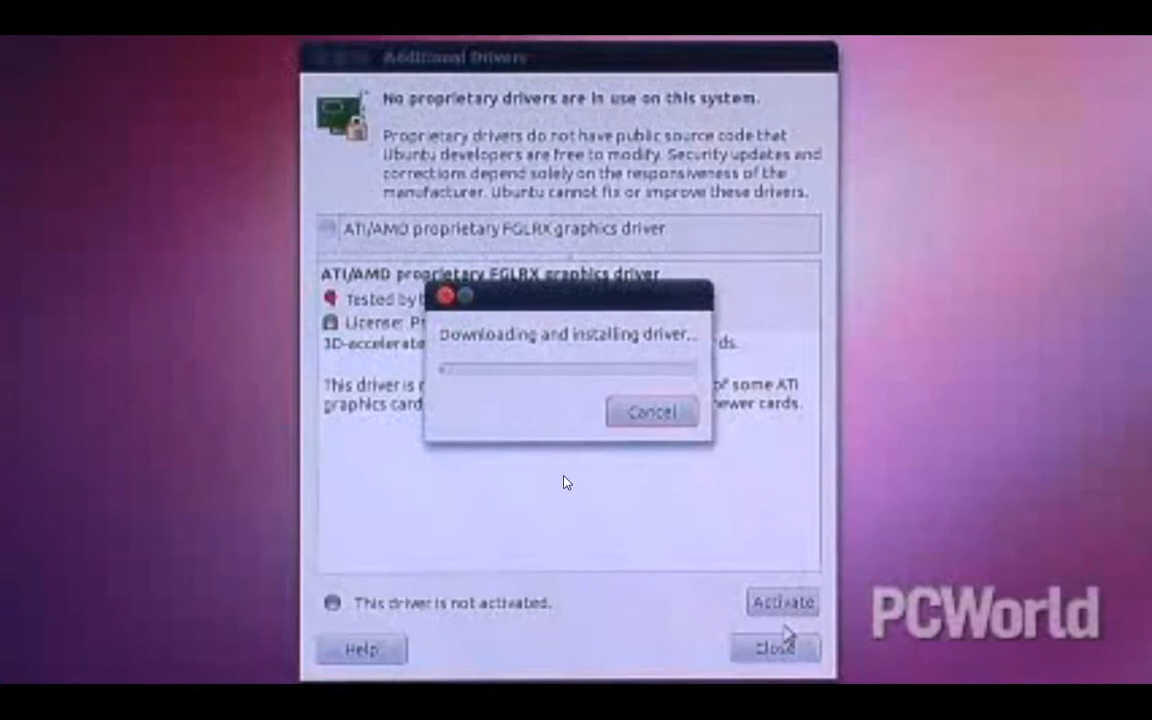 Additional Drivers
No proprietary drivers are in use on this system.
Proprietary drivers do not have public source code that
Ubuntu developers are free to modify. Security updates and
corrections depend solely on the responsiveness of the
manufacturer. Ubuntu cannot fix or improve these drivers.
ATI/AMD proprietary FGLRX graphics driver
ATI/AMD proprietary FGLRX graphics driver
Tested by
License:
3D-accelerate
This driver is of some ATI
graphics card newer cards.
Downloading and installing driver...
Cancel
This driver is not activated.
Activate
Help
Close
PCWorld